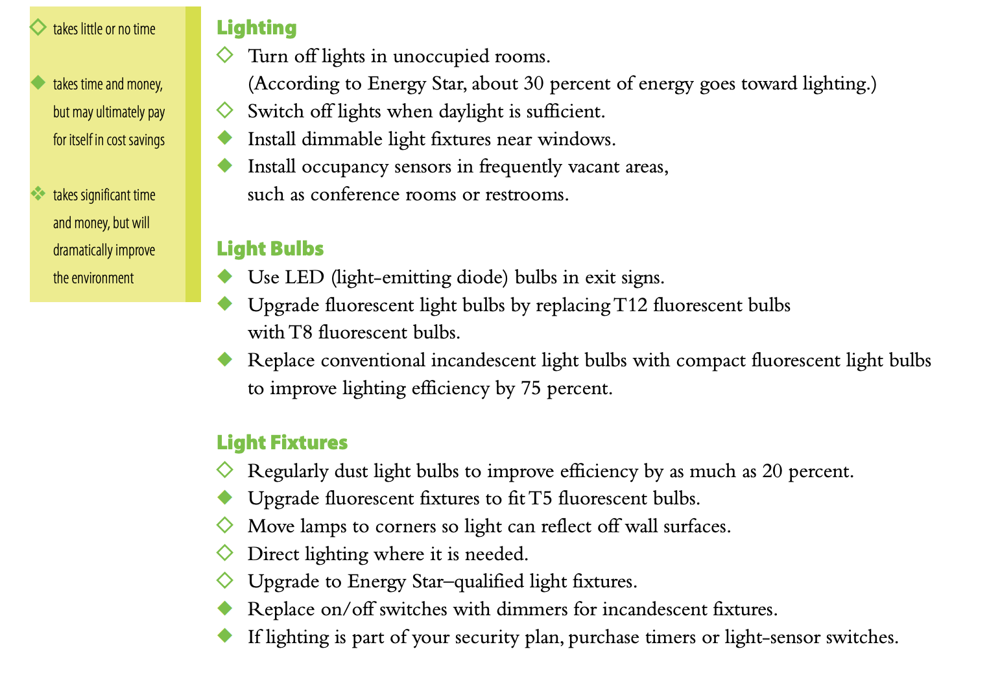 ◇ takes little or no time
◆ takes time and money,
but may ultimately pay
for itself in cost savings
❖ takes significant time
and money, but will
dramatically improve
the environment
Lighting
◇ Turn off lights in unoccupied rooms.
(According to Energy Star, about 30 percent of energy goes toward lighting.)
◇ Switch off lights when daylight is sufficient.
◆ Install dimmable light fixtures near windows.
◆ Install occupancy sensors in frequently vacant areas,
such as conference rooms or restrooms.
Light Bulbs
◆ Use LED (light-emitting diode) bulbs in exit signs.
◆ Upgrade fluorescent light bulbs by replacing T12 fluorescent bulbs
with T8 fluorescent bulbs.
◆ Replace conventional incandescent light bulbs with compact fluorescent light bulbs
to improve lighting efficiency by 75 percent.
Light Fixtures
◇ Regularly dust light bulbs to improve efficiency by as much as 20 percent.
◆ Upgrade fluorescent fixtures to fit T5 fluorescent bulbs.
◇ Move lamps to corners so light can reflect off wall surfaces.
◇ Direct lighting where it is needed.
◇ Upgrade to Energy Star–qualified light fixtures.
◆ Replace on/off switches with dimmers for incandescent fixtures.
◆ If lighting is part of your security plan, purchase timers or light-sensor switches.